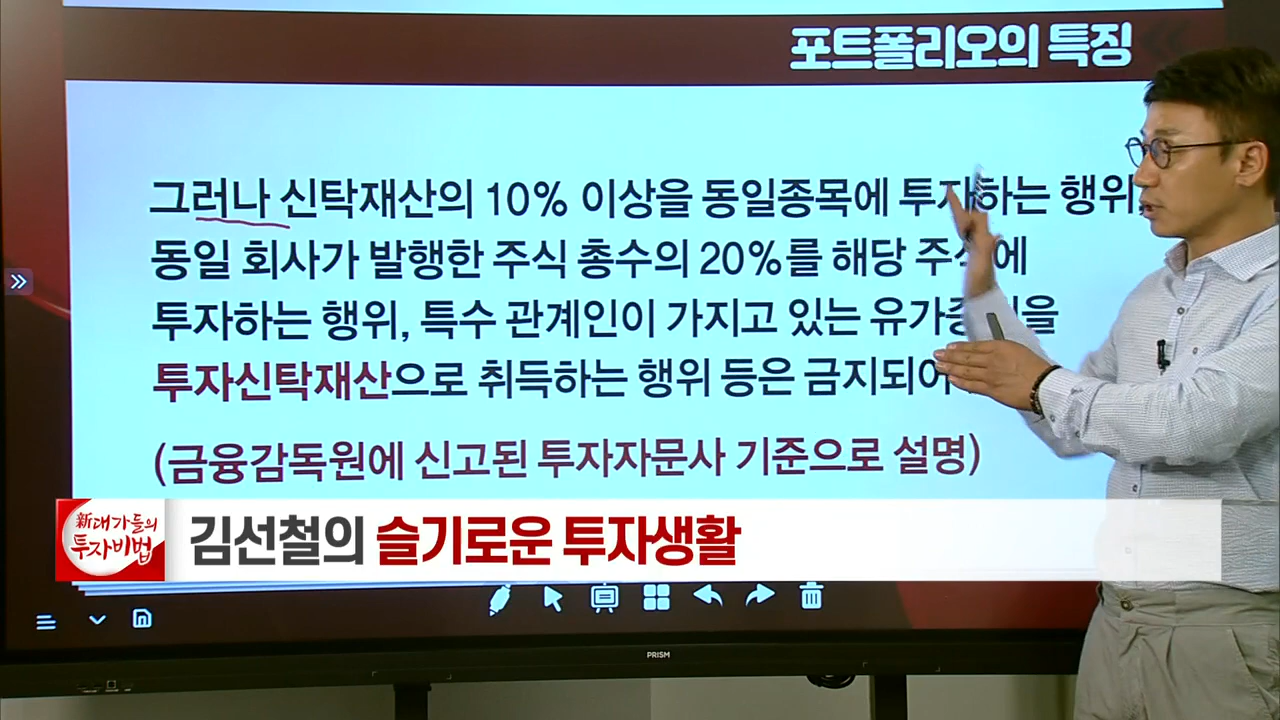 포트폴리오의 특징
그러나 신탁재산의 10% 이상을 동일종목에 투자하는 행위,
동일 회사가 발행한 주식 총수의 20%를 해당 주식에
투자하는 행위, 특수 관계인이 가지고 있는 유가증권을
투자신탁재산으로 취득하는 행위 등은 금지되어
(금융감독원에 신고된 투자자문사 기준으로 설명)
新대가들의
투자비법
김선철의 슬기로운 투자생활
PRISM